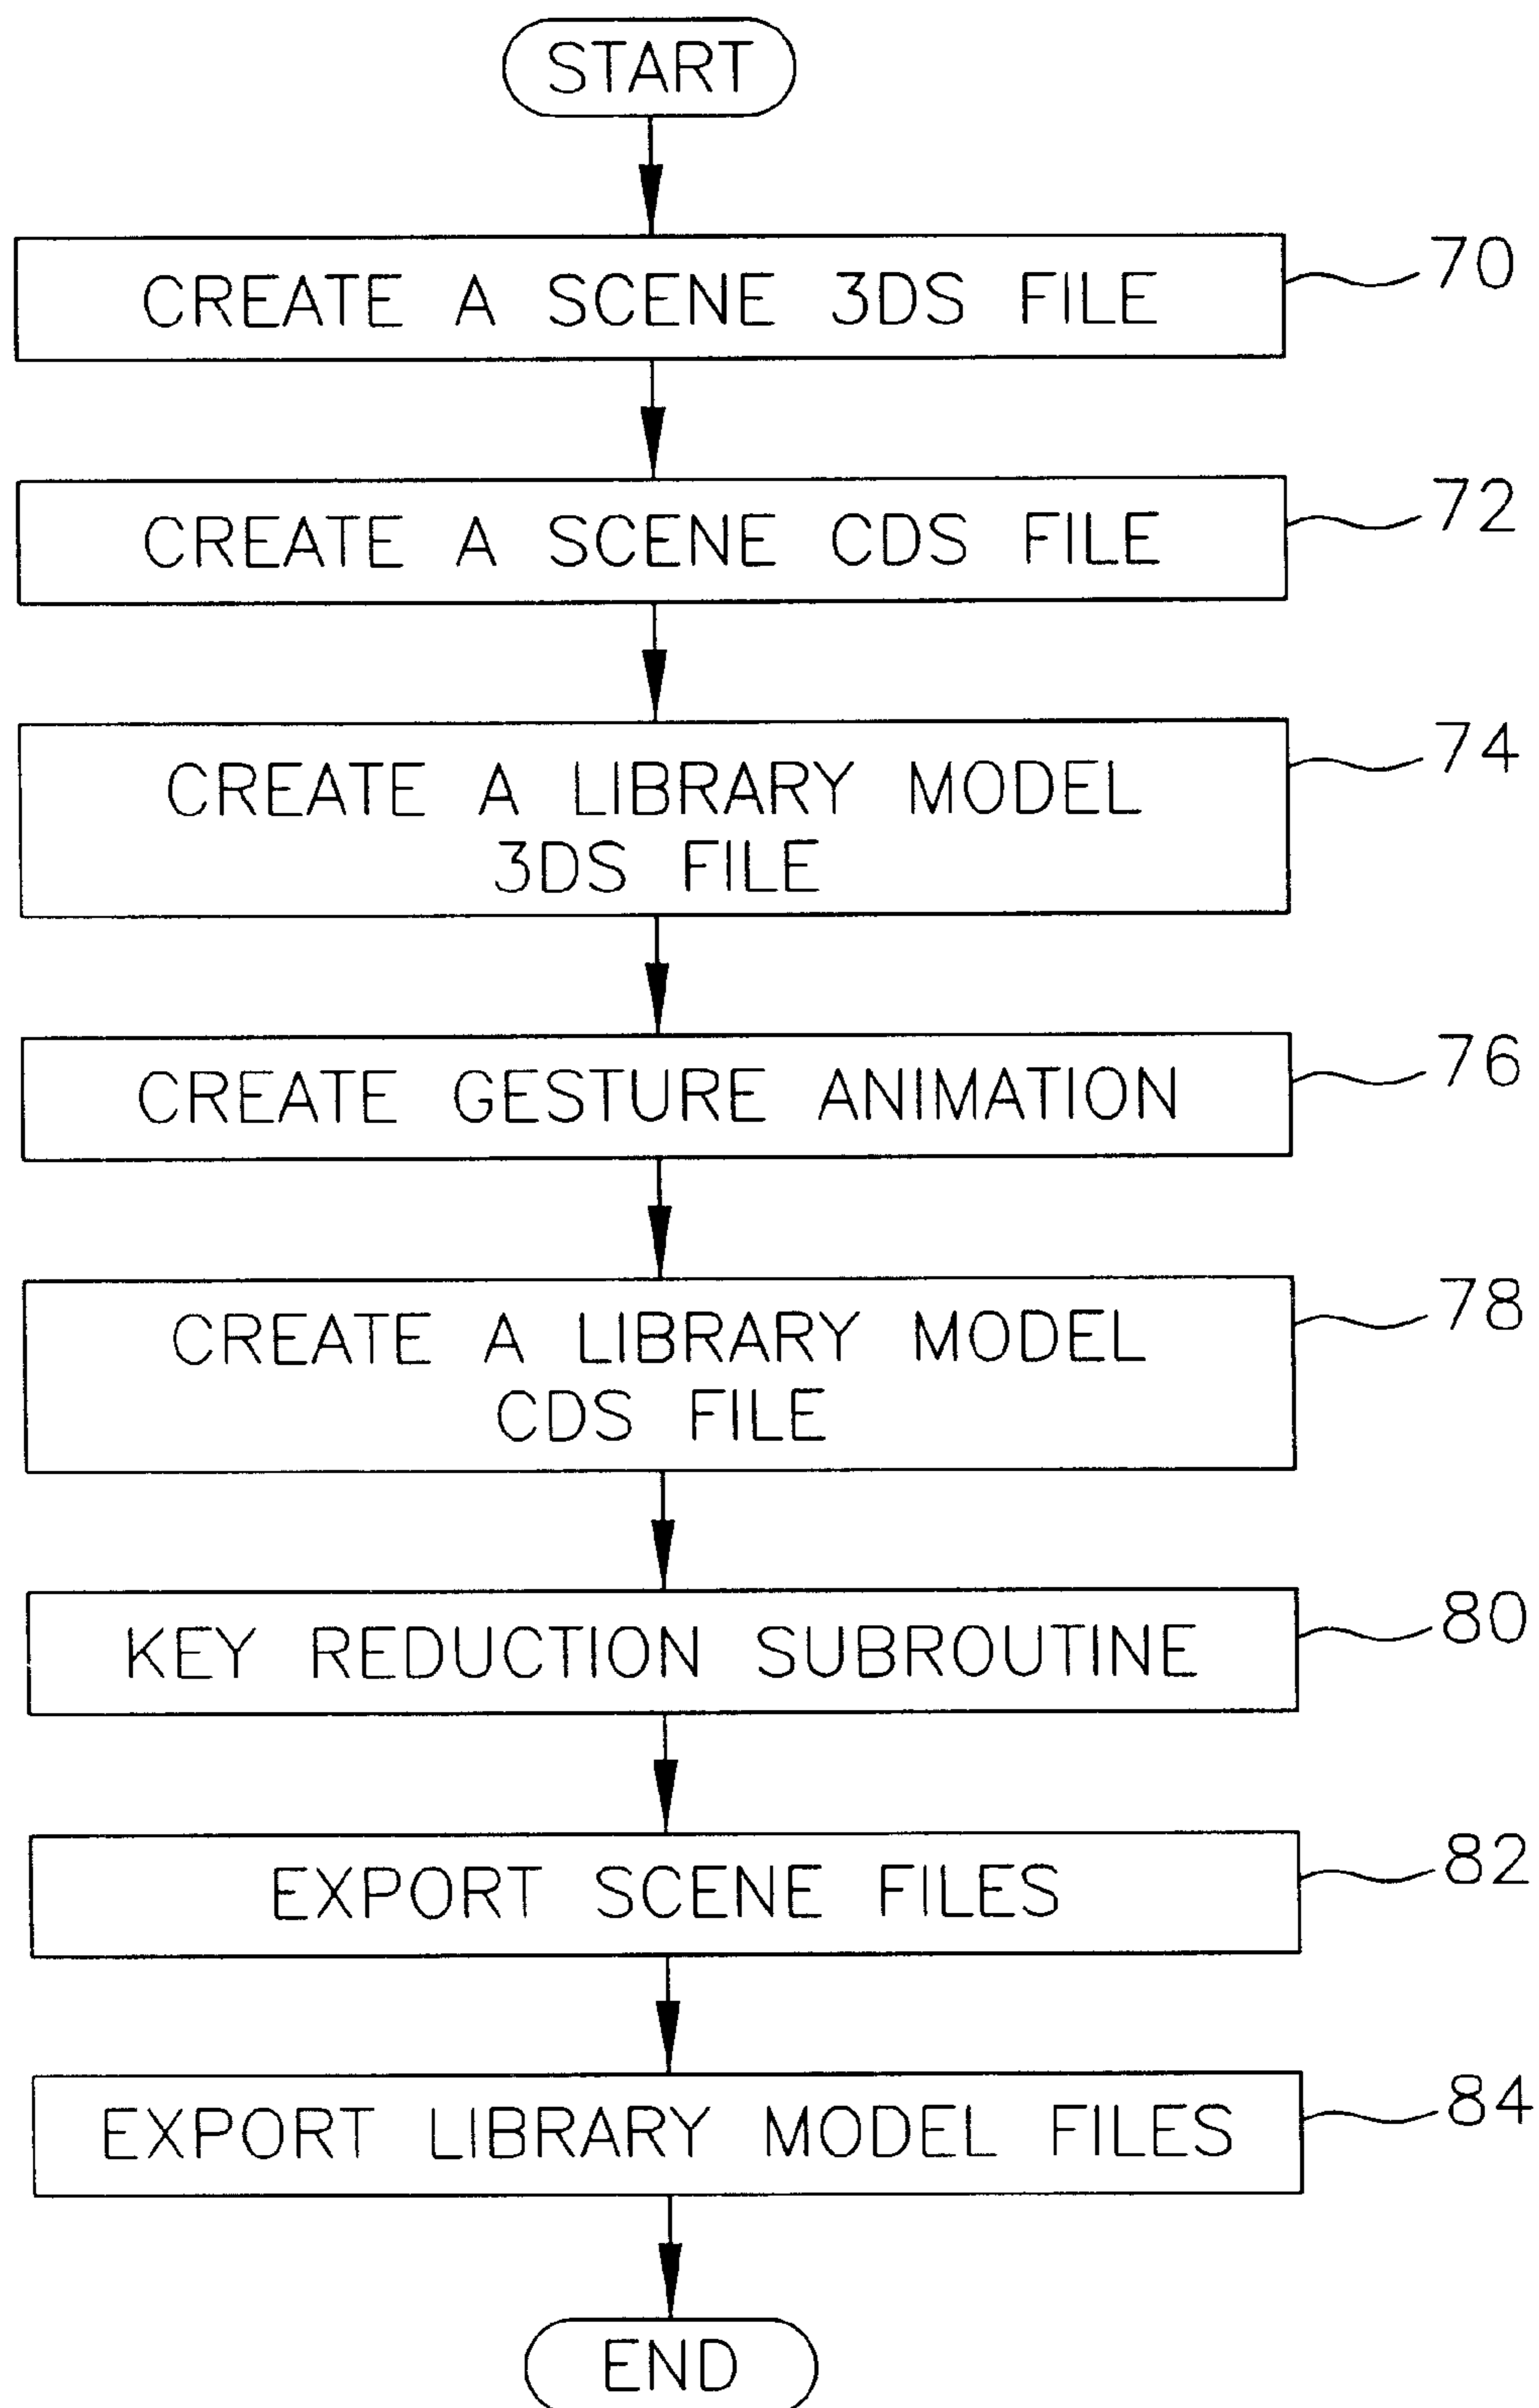 START
CREATE A SCENE 3DS FILE
70
CREATE A SCENE CDS FILE
72
CREATE A LIBRARY MODEL
3DS FILE
74
CREATE GESTURE ANIMATION
76
CREATE A LIBRARY MODEL
CDS FILE
78
KEY REDUCTION SUBROUTINE
80
EXPORT SCENE FILES
82
EXPORT LIBRARY MODEL FILES
84
END